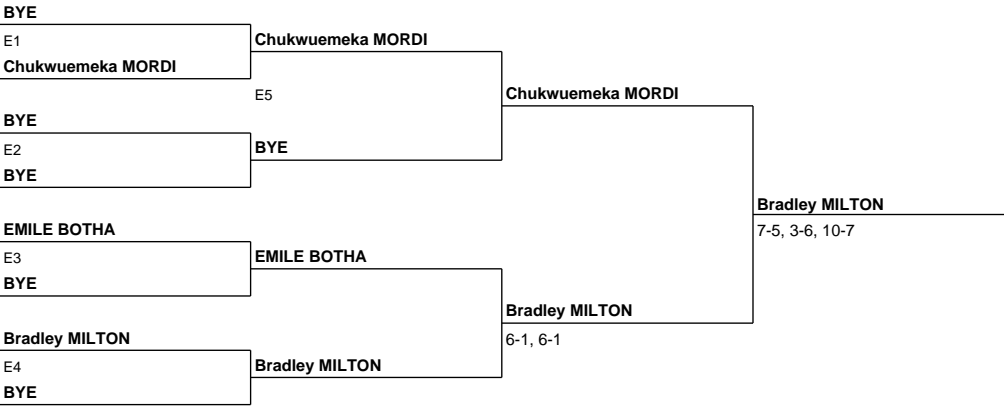 BYE
E1
Chukwuemeka MORDI
Chukwuemeka MORDI
E5
Chukwuemeka MORDI
BYE
E2
BYE
BYE
Bradley MILTON
7-5, 3-6, 10-7
EMILE BOTHA
E3
BYE
EMILE BOTHA
Bradley MILTON
6-1, 6-1
Bradley MILTON
E4
BYE
Bradley MILTON